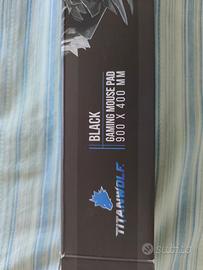 BLACK
GAMING MOUSE PAD
900 X 400 MM
TITANWOLF
subito